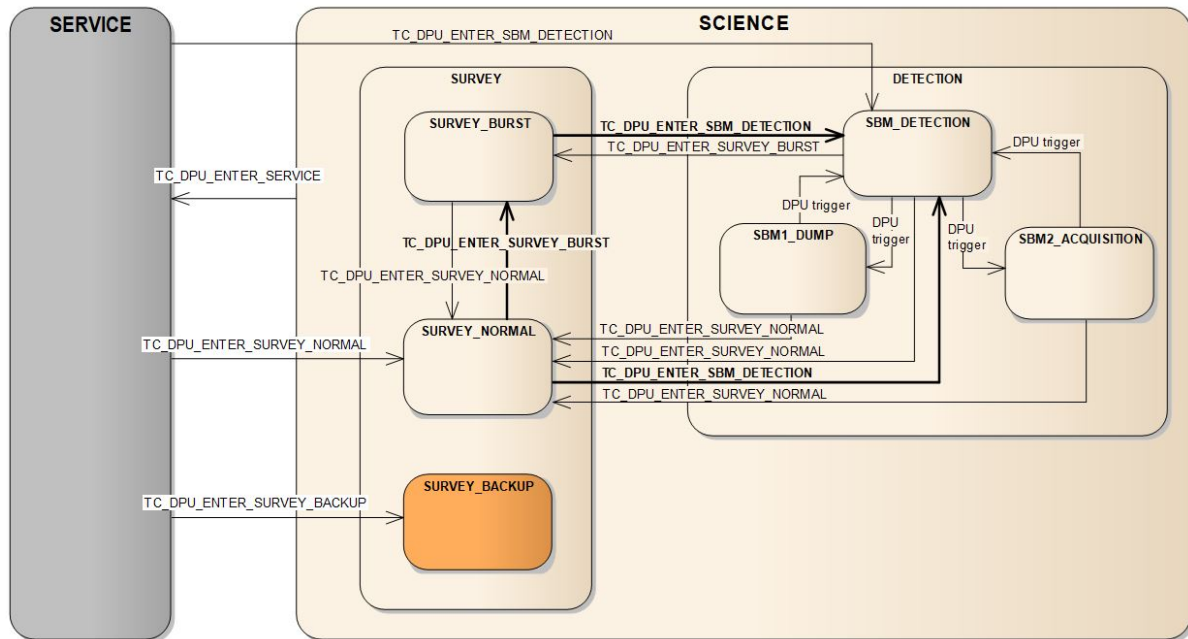 SERVICE
SCIENCE
TC_DPU_ENTER_SBM_DETECTION
SURVEY
DETECTION
SURVEY_BURST
SBM_DETECTION
TC_DPU_ENTER_SBM_DETECTION
TC_DPU_ENTER_SURVEY_BURST
DPU trigger
TC_DPU_ENTER_SERVICE
DPU trigger
DPU
trigger
DPU
trigger
SBM1_DUMP
SBM2_ACQUISITION
TC_DPU_ENTER_SURVEY_BURST
TC_DPU_ENTER_SURVEY_NORMAL
SURVEY_NORMAL
TC_DPU_ENTER_SURVEY_NORMAL
TC_DPU_ENTER_SURVEY_NORMAL
TC_DPU_ENTER_SURVEY_NORMAL
TC_DPU_ENTER_SBM_DETECTION
TC_DPU_ENTER_SURVEY_NORMAL
SURVEY_BACKUP
TC_DPU_ENTER_SURVEY_BACKUP